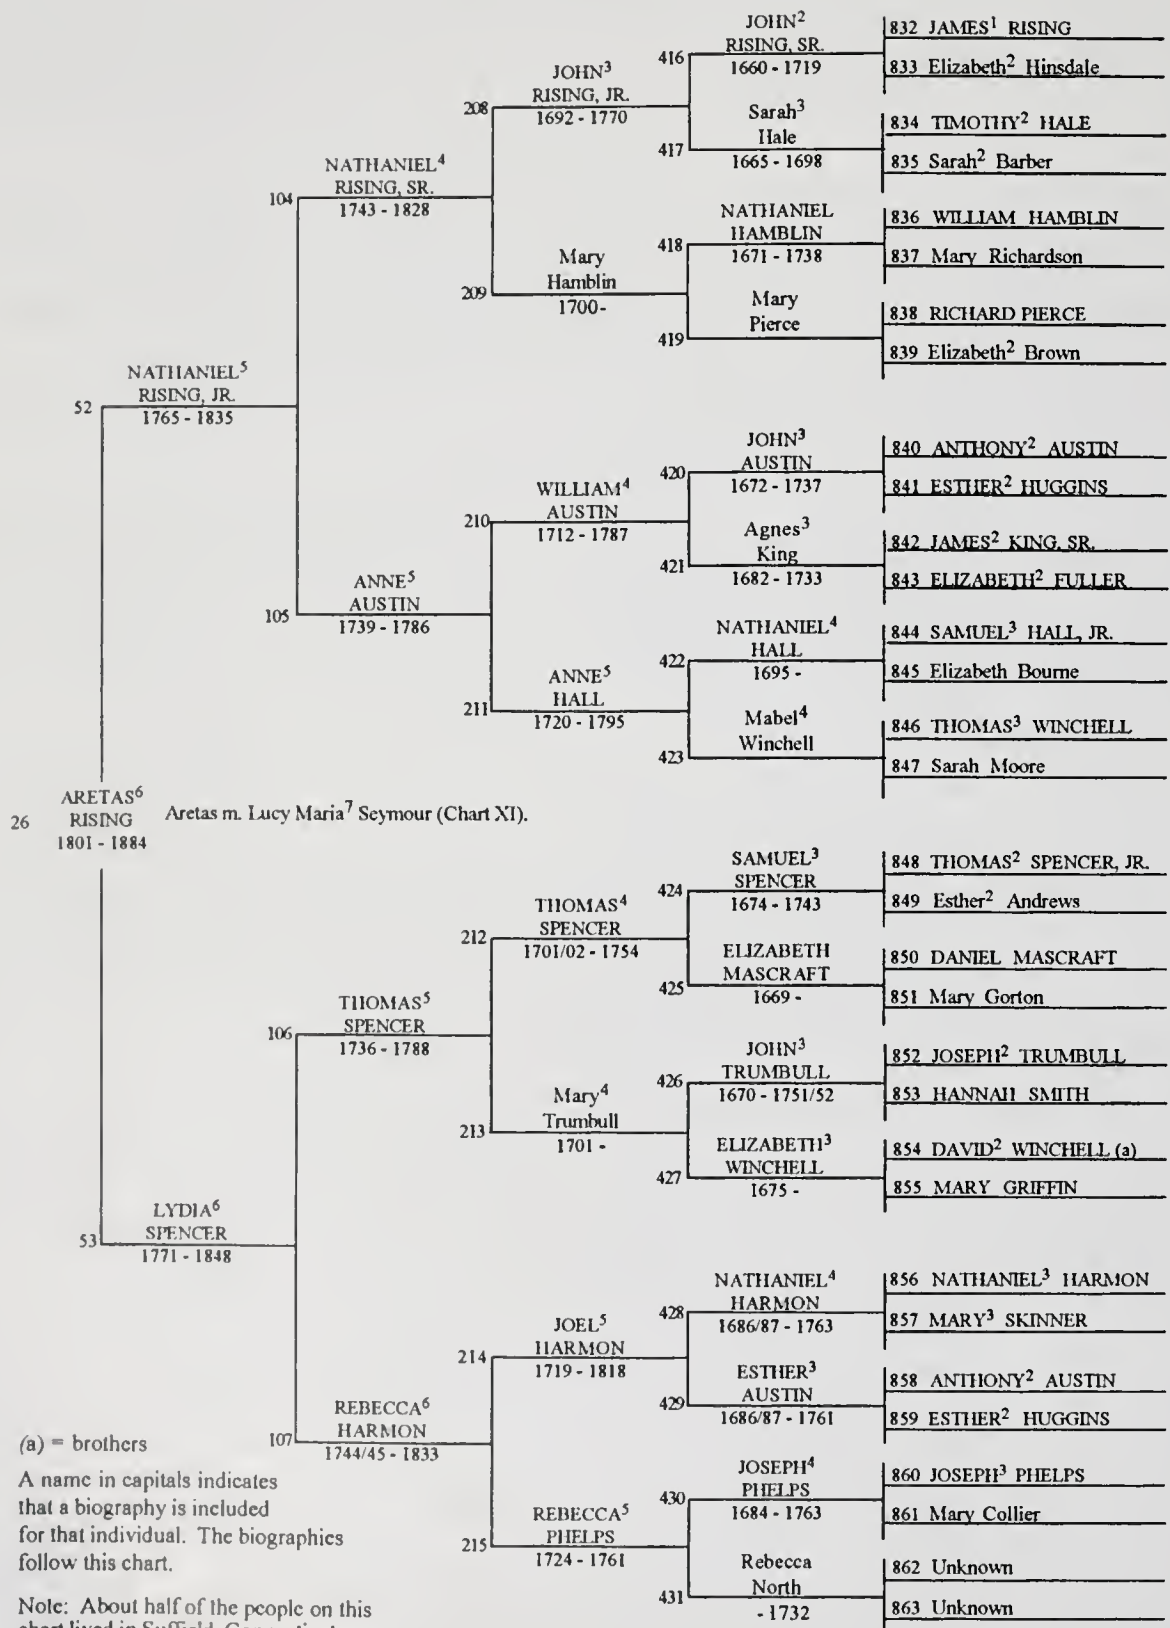 JOHN²
RISING, SR.
416
1660 - 1719
832 JAMES¹ RISING
833 Elizabeth² Hinsdale
JOHN³
RISING, JR.
208
1692 - 1770
Sarah³
Hale
417
1665 - 1698
834 TIMOTHY² HALE
835 Sarah² Barber
NATHANIEL⁴
RISING, SR.
104
1743 - 1828
NATHANIEL
HAMBLIN
418
1671 - 1738
836 WILLIAM HAMBLIN
837 Mary Richardson
Mary
Hamblin
209
1700-
Mary
Pierce
419
838 RICHARD PIERCE
839 Elizabeth² Brown
NATHANIEL⁵
RISING, JR.
52
1765 - 1835
JOHN³
AUSTIN
420
1672 - 1737
840 ANTHONY² AUSTIN
841 ESTHER² HUGGINS
WILLIAM⁴
AUSTIN
210
1712 - 1787
Agnes³
King
421
1682 - 1733
842 JAMES² KING, SR.
843 ELIZABETH² FULLER
ANNE⁵
AUSTIN
105
1739 - 1786
NATHANIEL⁴
HALL
422
1695 -
844 SAMUEL³ HALL, JR.
845 Elizabeth Bourne
ANNE⁵
HALL
211
1720 - 1795
Mabel⁴
Winchell
423
846 THOMAS³ WINCHELL
847 Sarah Moore
ARETAS⁶
26 RISING
1801 - 1884
Aretas m. Lucy Maria⁷ Seymour (Chart XI).
SAMUEL³
SPENCER
424
1674 - 1743
848 THOMAS² SPENCER, JR.
849 Esther² Andrews
THOMAS⁴
SPENCER
212
1701/02 - 1754
ELIZABETH
MASCRAFT
425
1669 -
850 DANIEL MASCRAFT
851 Mary Gorton
THOMAS⁵
SPENCER
106
1736 - 1788
JOHN³
TRUMBULL
426
1670 - 1751/52
852 JOSEPH² TRUMBULL
853 HANNAH SMITH
Mary⁴
Trumbull
213
1701 -
ELIZABETH³
WINCHELL
427
1675 -
854 DAVID² WINCHELL (a)
855 MARY GRIFFIN
LYDIA⁶
SPENCER
53
1771 - 1848
NATHANIEL⁴
HARMON
428
1686/87 - 1763
856 NATHANIEL³ HARMON
857 MARY³ SKINNER
JOEL⁵
HARMON
214
1719 - 1818
ESTHER³
AUSTIN
429
1686/87 - 1761
858 ANTHONY² AUSTIN
859 ESTHER² HUGGINS
REBECCA⁶
HARMON
107
1744/45 - 1833
JOSEPH⁴
PHELPS
430
1684 - 1763
860 JOSEPH³ PHELPS
861 Mary Collier
REBECCA⁵
PHELPS
215
1724 - 1761
Rebecca
North
431
- 1732
862 Unknown
863 Unknown
(a) = brothers
A name in capitals indicates
that a biography is included
for that individual. The biographies
follow this chart.
Note: About half of the people on this
chart lived in Suffield, Connecticut